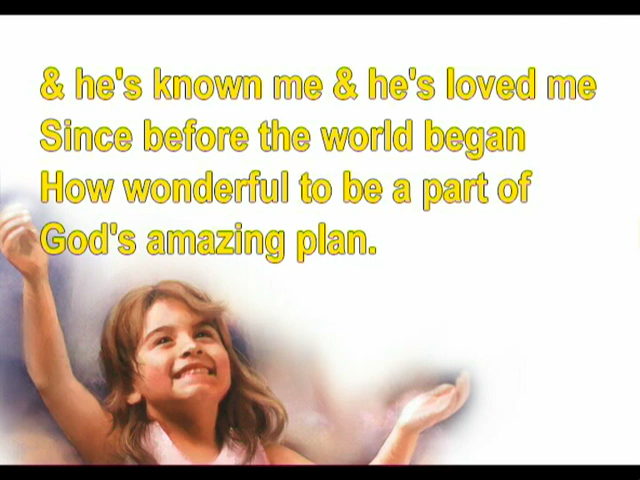 & he's known me & he's loved me
Since before the world began
How wonderful to be a part of
God's amazing plan.